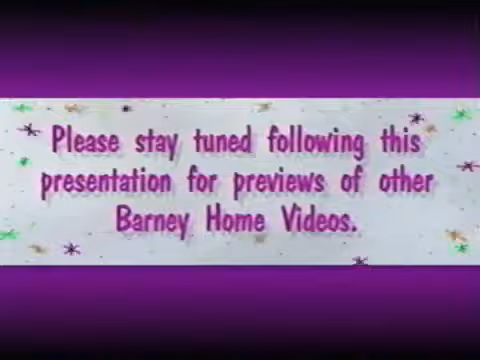 Please stay tuned following this
presentation for previews of other
Barney Home Videos.